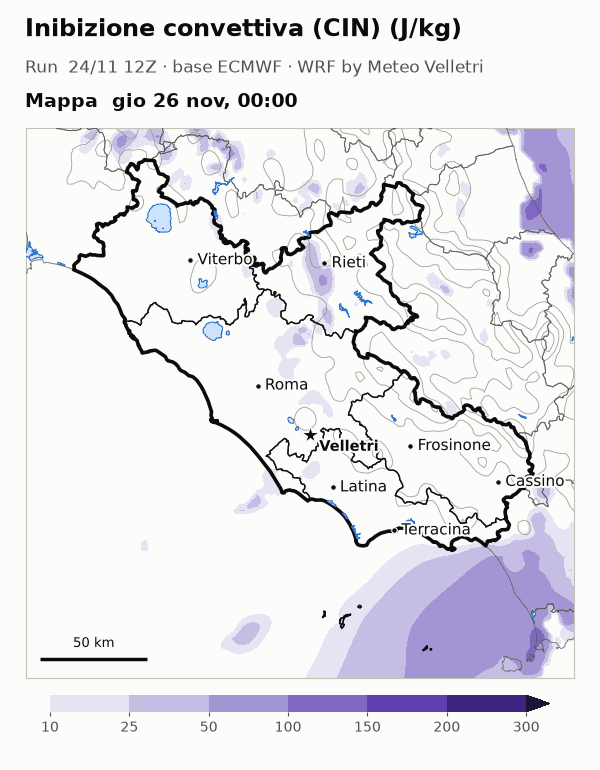 Inibizione convettiva (CIN) (J/kg)
Run 24/11 12Z · base ECMWF · WRF by Meteo Velletri
Mappa gio 26 nov, 00:00
Viterbo
Rieti
Roma
Velletri
Frosinone
Latina
Cassino
Terracina
50 km
10 25 50 100 150 200 300